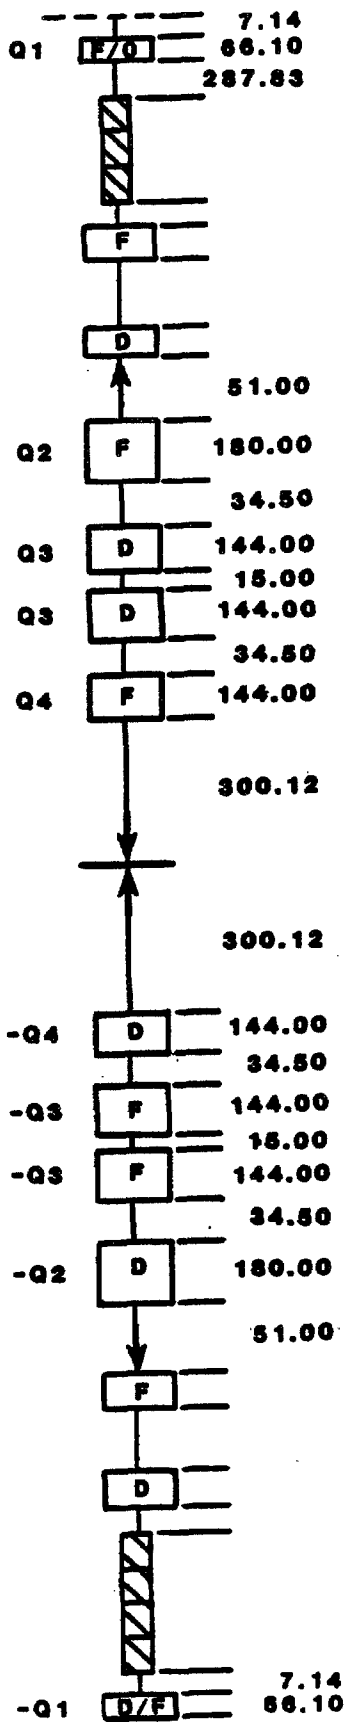 7.14
Q1 F/O 66.10
287.83
F
D
51.00
Q2 F 180.00
34.50
Q3 D 144.00
15.00
Q3 D 144.00
34.50
Q4 F 144.00
300.12
300.12
-Q4 D 144.00
34.50
-Q3 F 144.00
15.00
-Q3 F 144.00
34.50
-Q2 D 180.00
51.00
F
D
7.14
-Q1 D/F 66.10